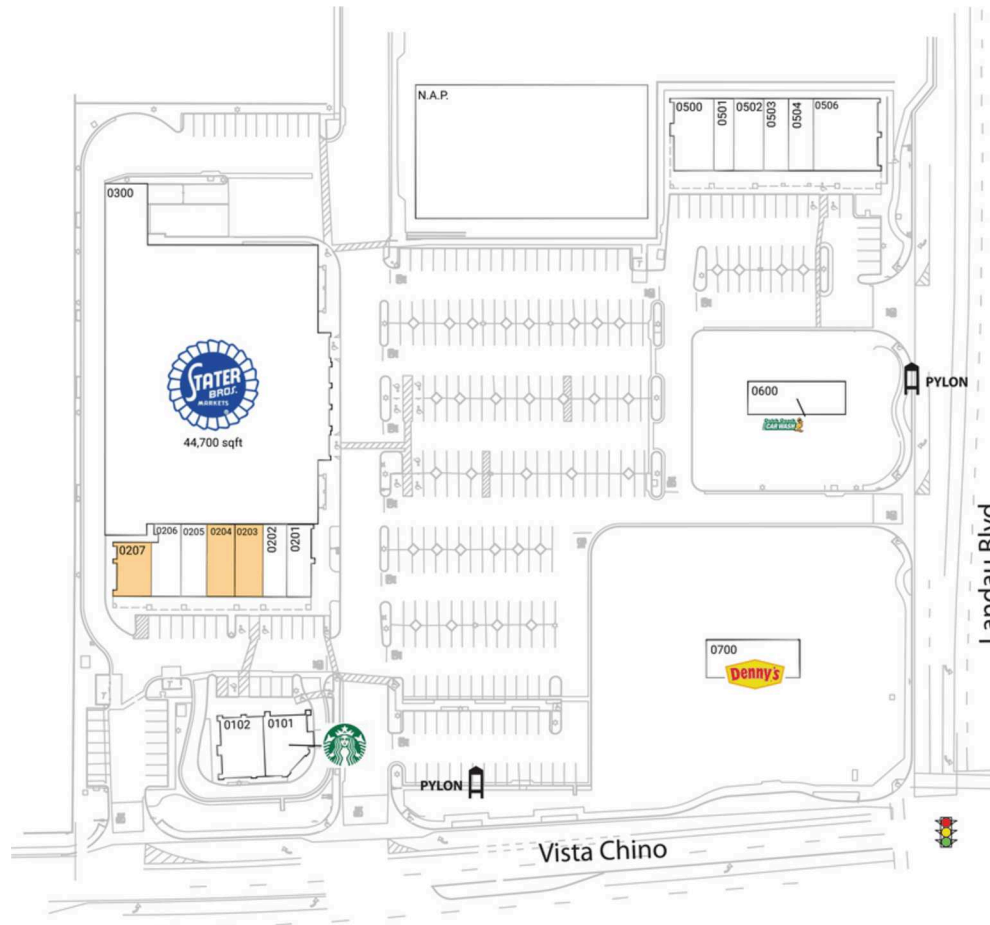 N.A.P.
0500
0501
0502
0503
0504
0506
0300
STATER
BROS.
MARKETS
44,700 sqft
0600
CAR WASH
PYLON
0207
0206
0205
0204
0203
0202
0201
0700
Denny's
0102
0101
PYLON
Vista Chino
Landau Blvd